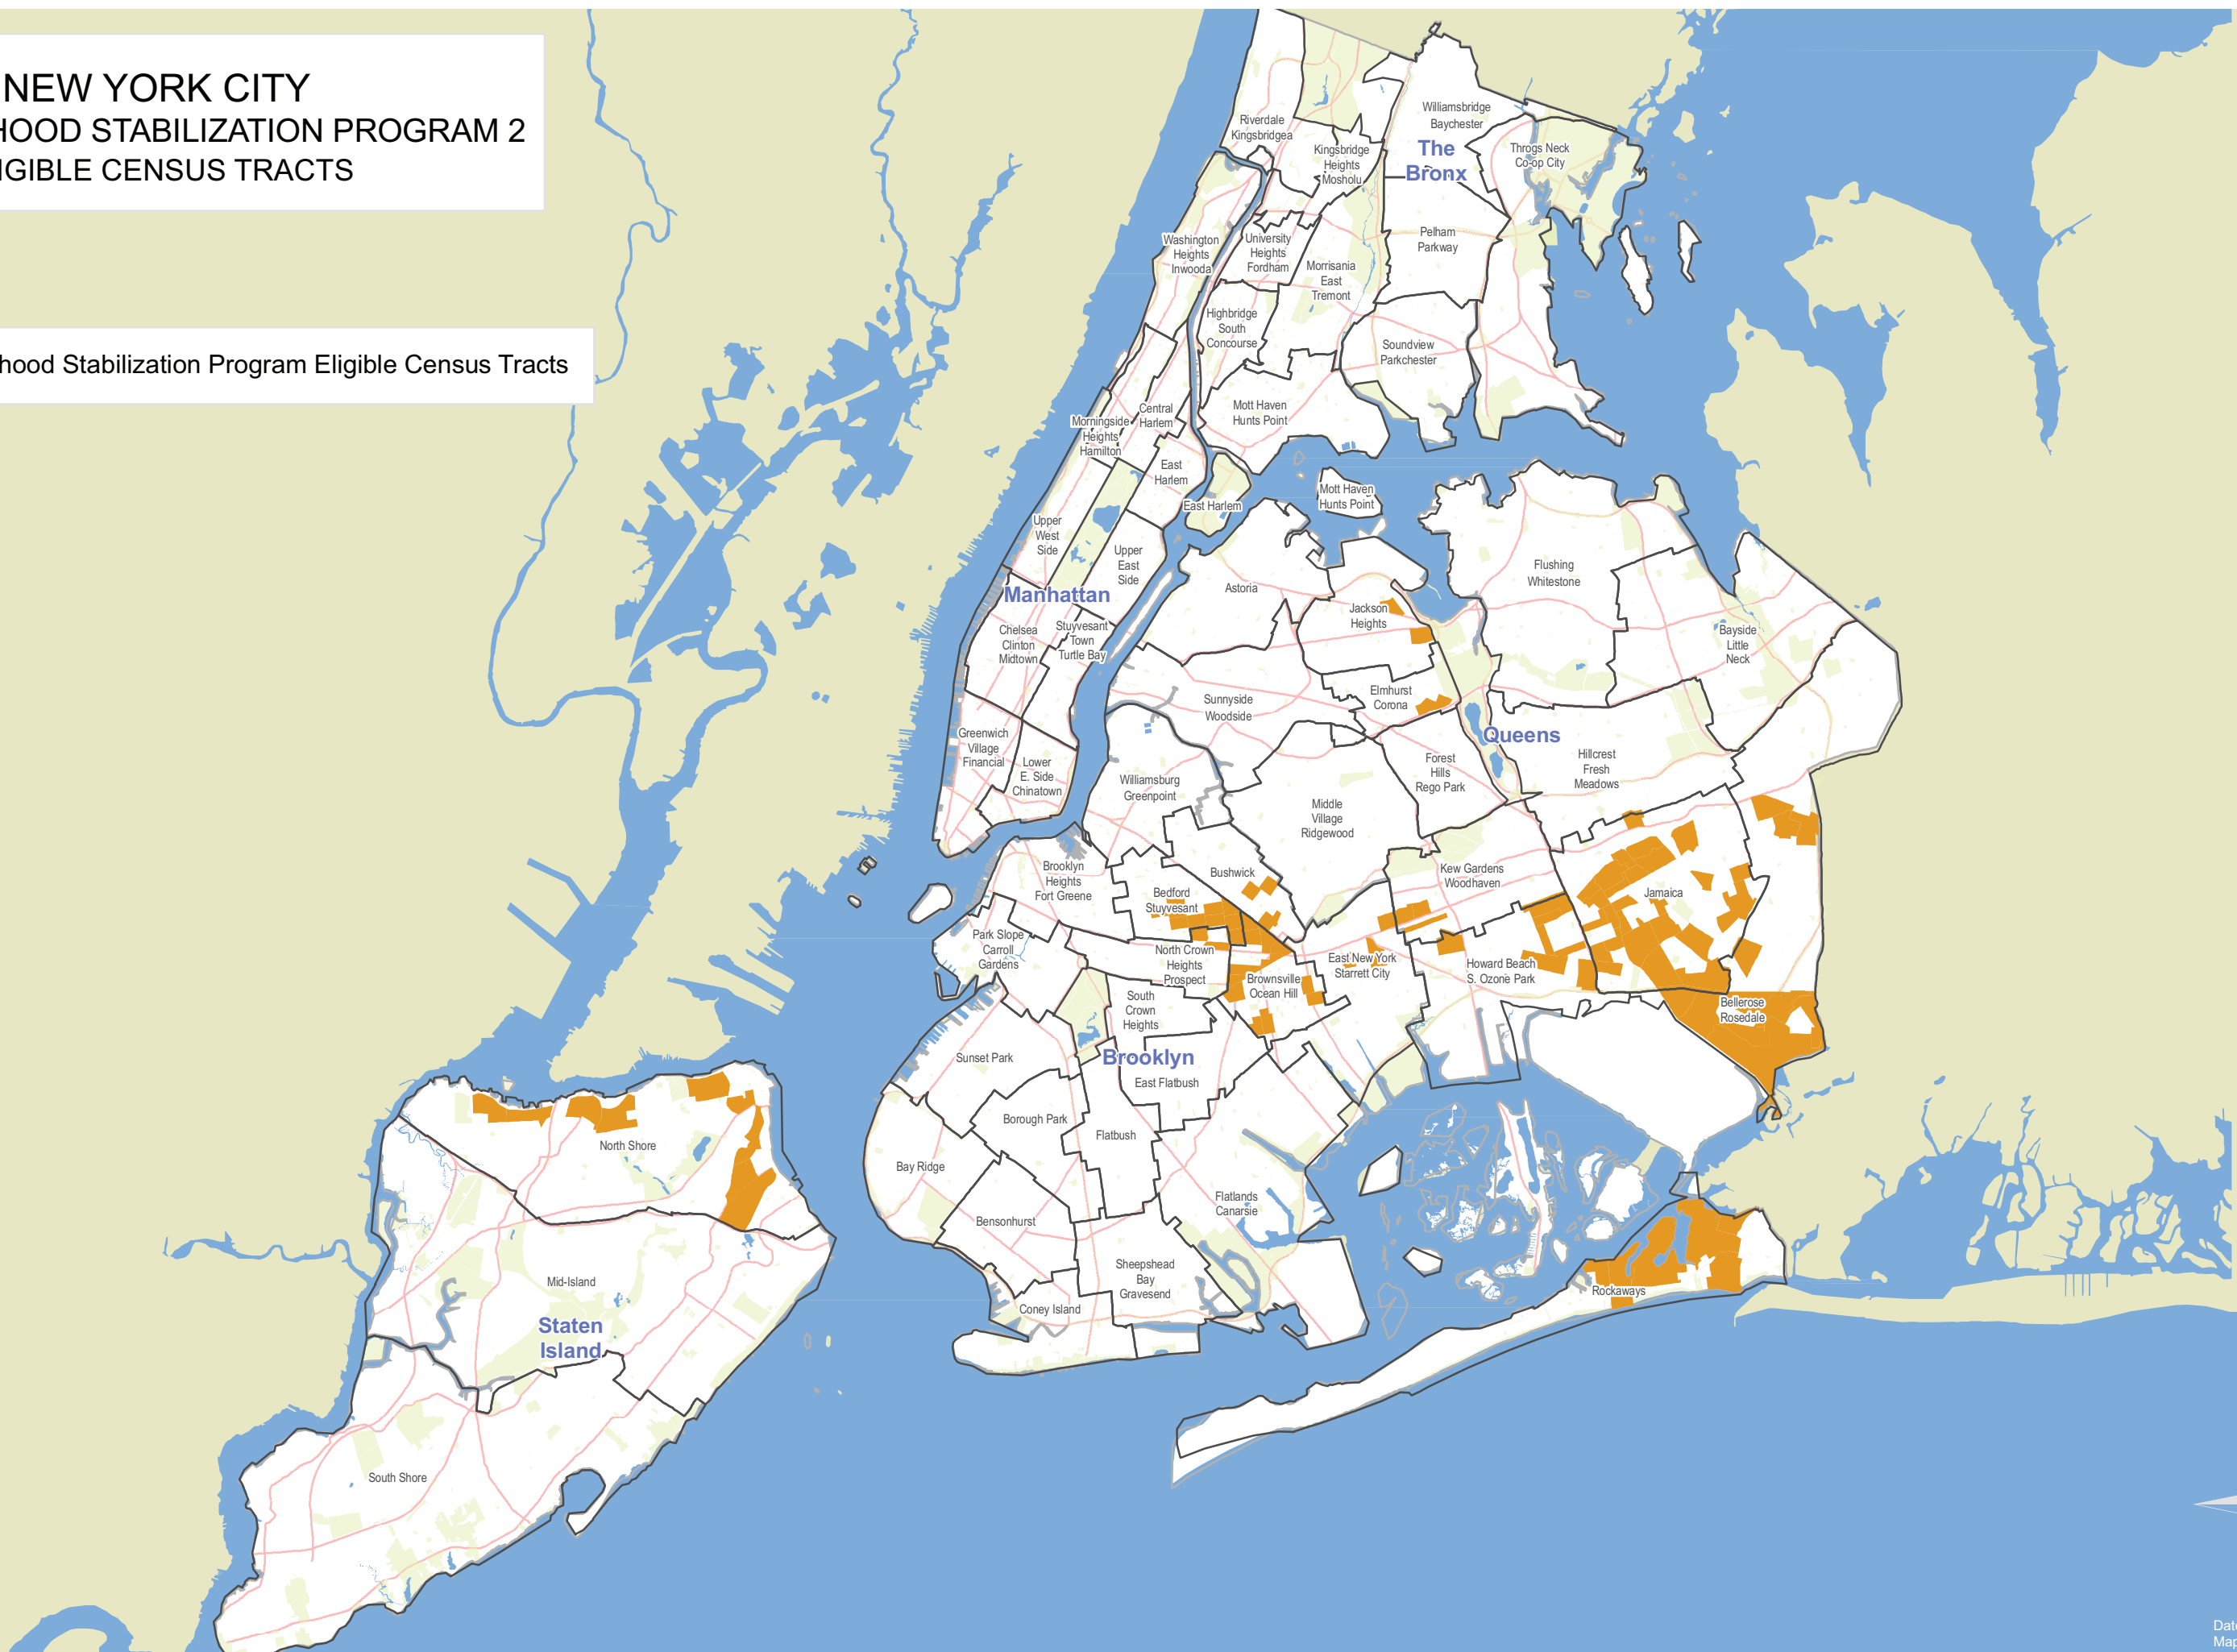 NEW YORK CITY
HOOD STABILIZATION PROGRAM 2
IGIBLE CENSUS TRACTS
hood Stabilization Program Eligible Census Tracts
Riverdale
Kingsbridgea
Williamsbridge
Baychester
The
Bronx
Throgs Neck
Co-op City
Kingsbridge
Heights
Mosholu
Washington
Heights
Inwooda
University
Heights
Fordham
Morrisania
East
Tremont
Pelham
Parkway
Highbridge
South
Concourse
Soundview
Parkchester
Mott Haven
Hunts Point
Central
Harlem
Morningside
Heights
Hamilton
East
Harlem
East Harlem
Mott Haven
Hunts Point
Upper
West
Side
Upper
East
Side
Manhattan
Chelsea
Clinton
Midtown
Stuyvesant
Town
Turtle Bay
Greenwich
Village
Financial
Lower
E. Side
Chinatown
Astoria
Jackson
Heights
Flushing
Whitestone
Bayside
Little
Neck
Elmhurst
Corona
Sunnyside
Woodside
Queens
Forest
Hills
Rego Park
Hillcrest
Fresh
Meadows
Williamsburg
Greenpoint
Middle
Village
Ridgewood
Kew Gardens
Woodhaven
Jamaica
Brooklyn
Heights
Fort Greene
Bedford
Stuyvesant
Bushwick
Park Slope
Carroll
Gardens
North Crown
Heights
Prospect
Brownsville
Ocean Hill
East New York
Starrett City
Howard Beach
S. Ozone Park
Bellerose
Rosedale
South
Crown
Heights
Brooklyn
Sunset Park
East Flatbush
Borough Park
Flatbush
Bay Ridge
Bensonhurst
Flatlands
Canarsie
Sheepshead
Bay
Gravesend
Coney Island
Rockaways
North Shore
Mid-Island
Staten
Island
South Shore
Dat
Map